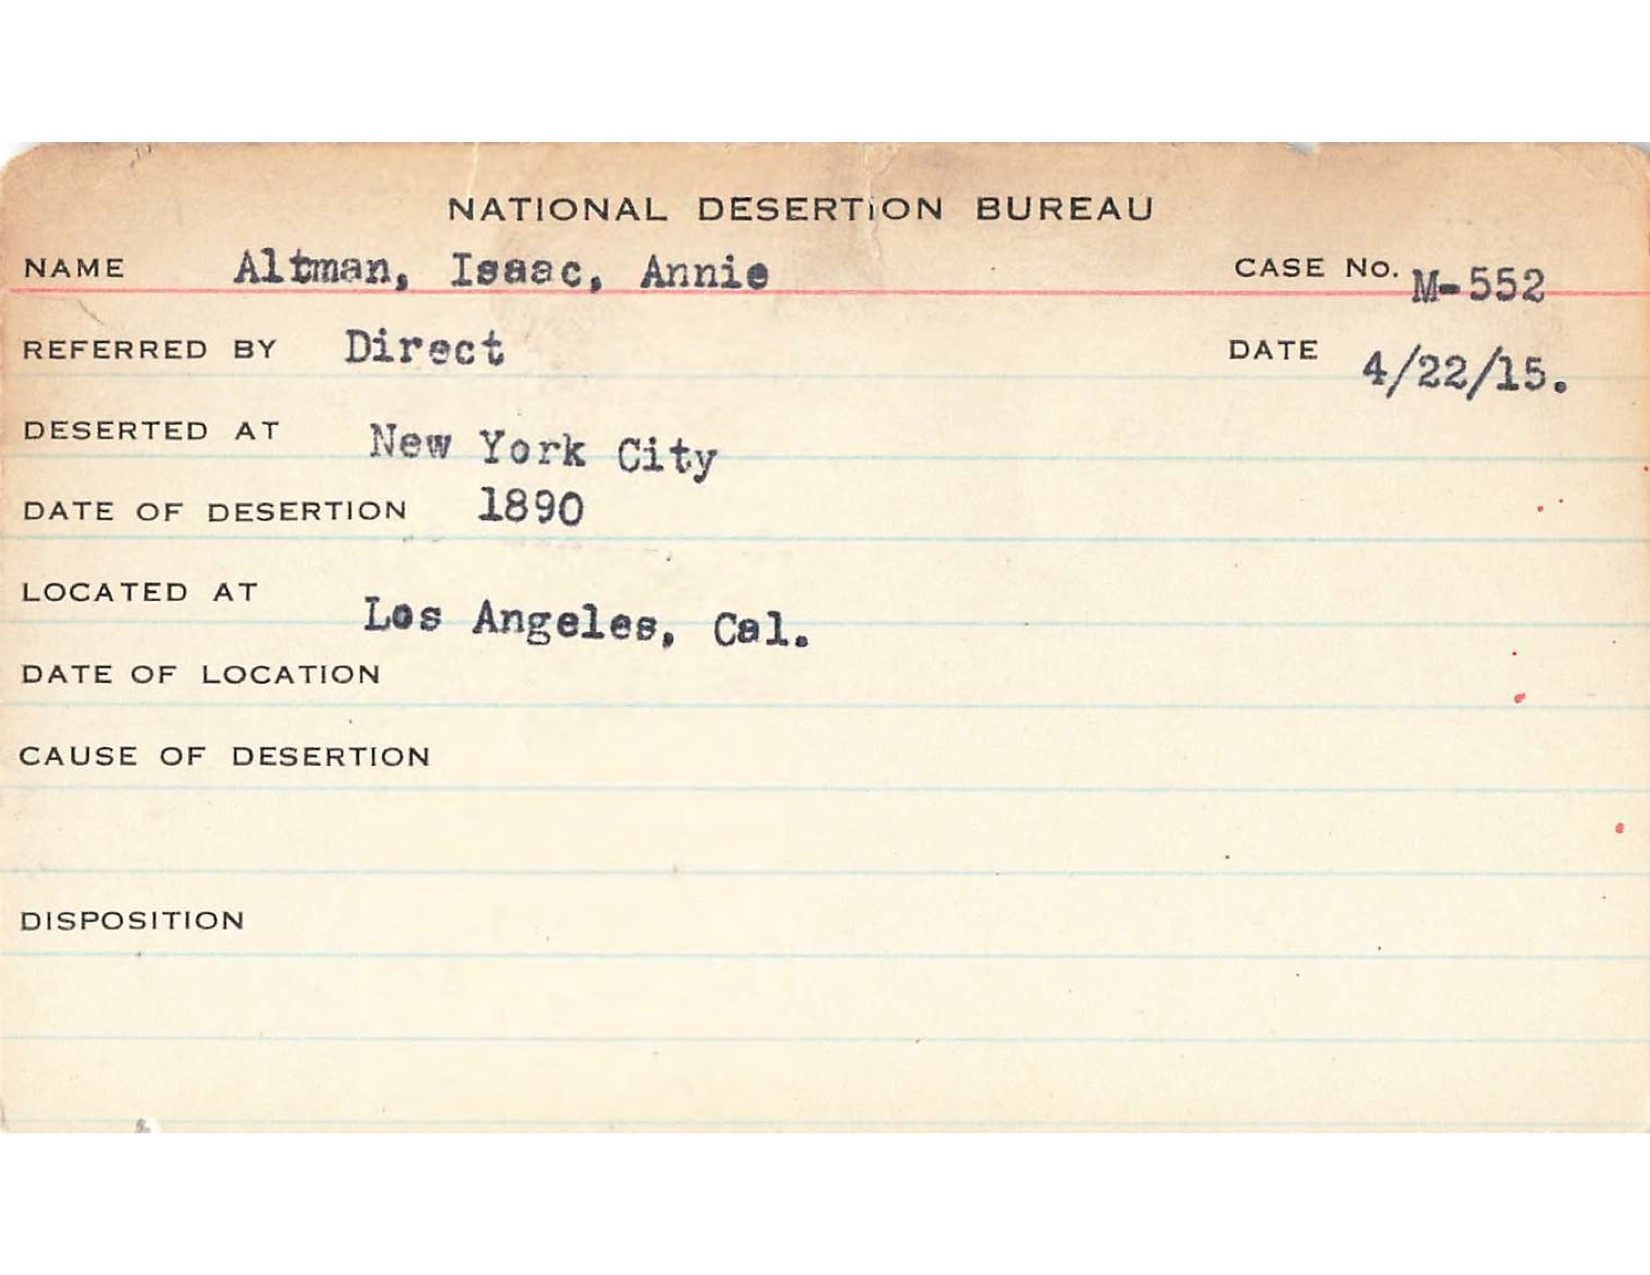 NATIONAL DESERTION BUREAU
NAME Altman, Isaac, Annie CASE No. M-552
REFERRED BY Direct DATE 4/22/15.
DESERTED AT New York City
DATE OF DESERTION 1890
LOCATED AT Los Angeles, Cal.
DATE OF LOCATION
CAUSE OF DESERTION
DISPOSITION